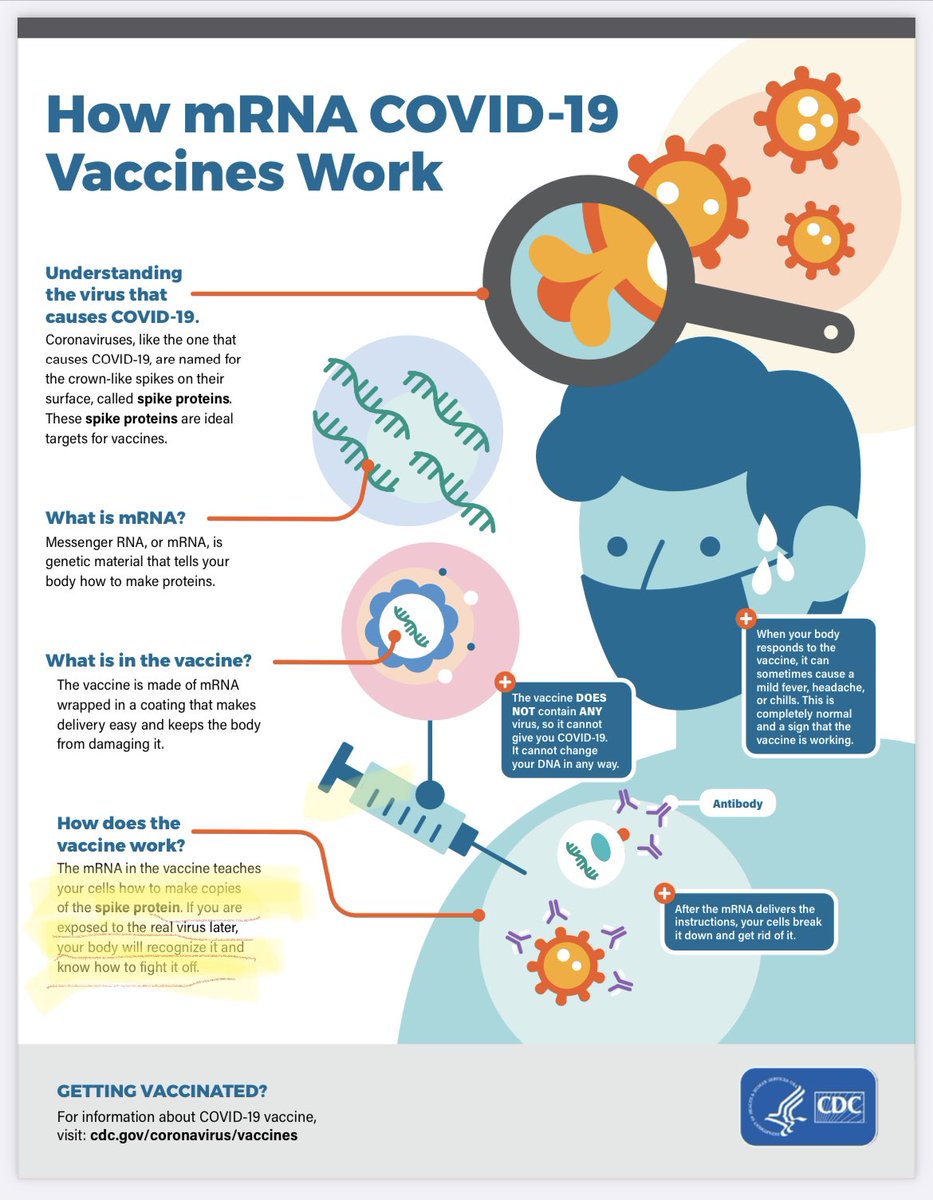 How mRNA COVID-19
Vaccines Work
Understanding
the virus that
causes COVID-19.
Coronaviruses, like the one that
causes COVID-19, are named for
the crown-like spikes on their
surface, called spike proteins.
These spike proteins are ideal
targets for vaccines.
What is mRNA?
Messenger RNA, or mRNA, is
genetic material that tells your
body how to make proteins.
What is in the vaccine?
The vaccine is made of mRNA
wrapped in a coating that makes
delivery easy and keeps the body
from damaging it.
The vaccine DOES
NOT contain ANY
virus, so it cannot
give you COVID-19.
It cannot change
your DNA in any way.
When your body
responds to the
vaccine, it can
sometimes cause a
mild fever, headache,
or chills. This is
completely normal
and a sign that the
vaccine is working.
How does the
vaccine work?
The mRNA in the vaccine teaches
your cells how to make copies
of the spike protein. If you are
exposed to the real virus later,
your body will recognize it and
know how to fight it off.
Antibody
After the mRNA delivers the
instructions, your cells break
it down and get rid of it.
GETTING VACCINATED?
For information about COVID-19 vaccine,
visit: cdc.gov/coronavirus/vaccines
CDC